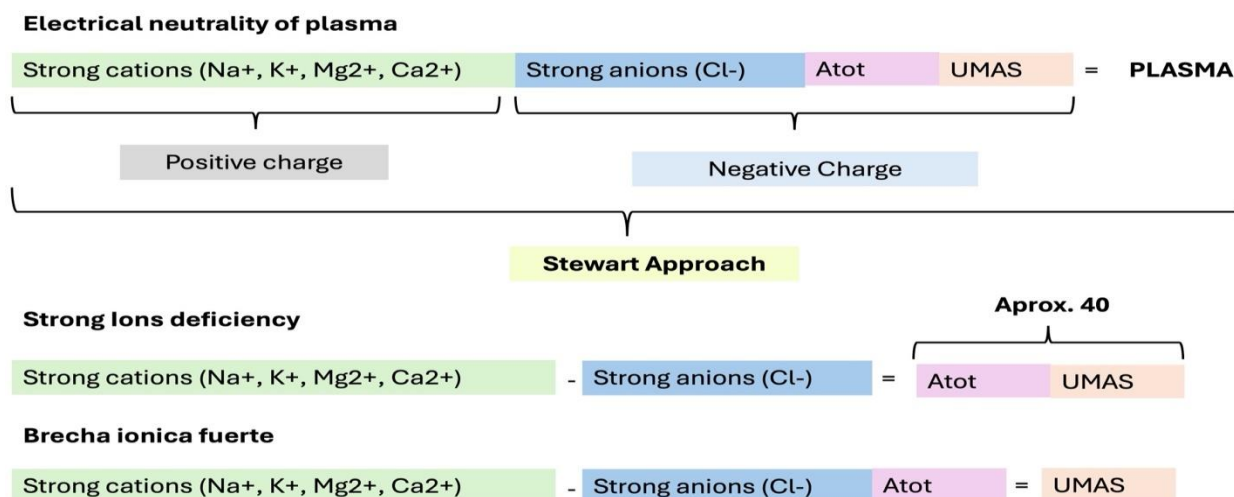 Electrical neutrality of plasma
Strong cations (Na+, K+, Mg2+, Ca2+) Strong anions (Cl-) Atot UMAS = PLASMA
Positive charge Negative Charge
Stewart Approach
Strong Ions deficiency Aprox. 40
Strong cations (Na+, K+, Mg2+, Ca2+) - Strong anions (Cl-) = Atot UMAS
Brecha ionica fuerte
Strong cations (Na+, K+, Mg2+, Ca2+) - Strong anions (Cl-) Atot = UMAS